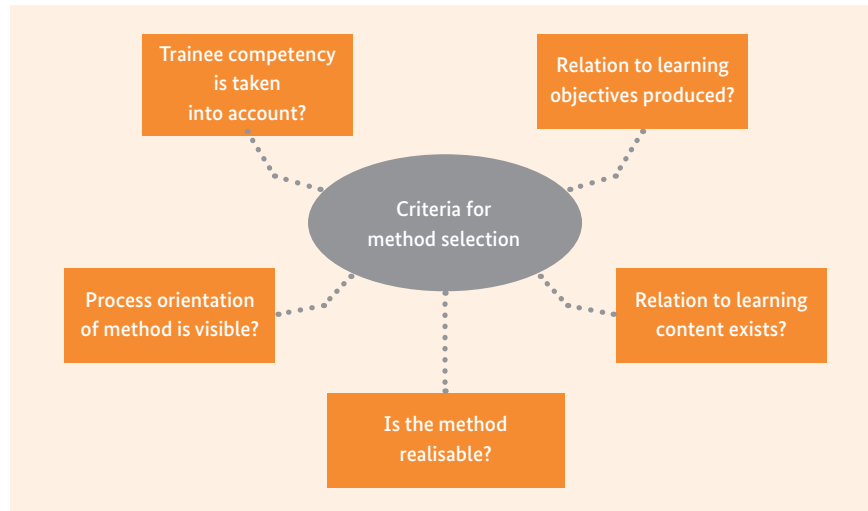 Trainee competency
is taken
into account?
Relation to learning
objectives produced?
Criteria for
method selection
Process orientation
of method is visible?
Relation to learning
content exists?
Is the method
realisable?